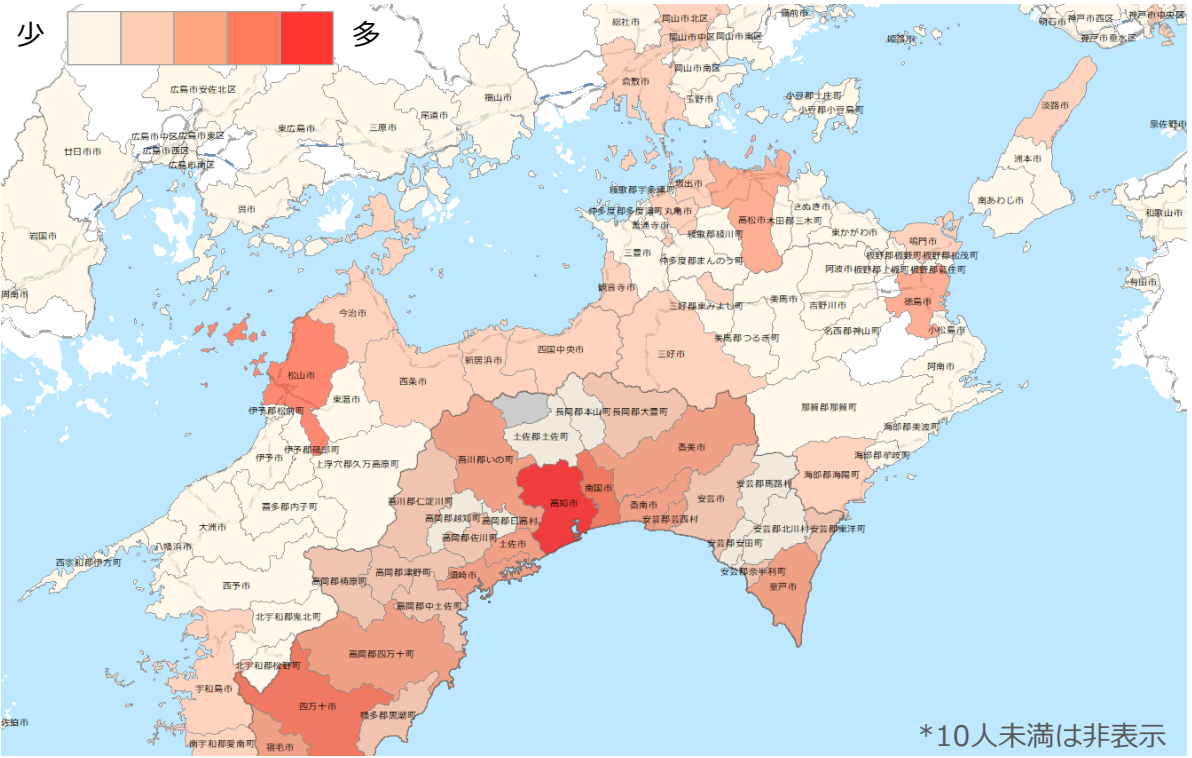 少
多
総社市
岡山市北区
備前市
明石市
神戸市西区
神戸市中央区
神戸市垂水区
岡山市中区
岡山市東区
姫路市
岡山市南区
倉敷市
玉野市
広島市安佐北区
福山市
尾道市
三原市
東広島市
小豆郡土庄町
小豆郡小豆島町
淡路市
泉佐野市
広島市中区
広島市東区
広島市西区
広島市南区
廿日市市
洲本市
南あわじ市
和歌山市
呉市
岩国市
周南市
綾歌郡宇多津町
坂出市
仲多度郡多度津町
丸亀市
善通寺市
高松市
木田郡三木町
さぬき市
東かがわ市
綾歌郡綾川町
三豊市
仲多度郡まんのう町
鳴門市
板野郡板野町
板野郡松茂町
阿波市
板野郡上板町
板野郡藍住町
有田市
観音寺市
三好郡東みよし町
美馬市
吉野川市
徳島市
今治市
名西郡神山町
小松島市
美馬郡つるぎ町
新居浜市
四国中央市
三好市
阿南市
松山市
西条市
東温市
伊予郡松前町
那賀郡那賀町
長岡郡本山町
長岡郡大豊町
海部郡美波町
土佐郡土佐町
伊予郡砥部町
伊予市
上浮穴郡久万高原町
吾川郡いの町
香美市
海部郡牟岐町
海部郡海陽町
安芸郡馬路村
南国市
高知市
吾川郡仁淀川町
安芸市
香南市
喜多郡内子町
高岡郡越知町
高岡郡日高村
安芸郡芸西村
安芸郡北川村
安芸郡東洋町
大洲市
高岡郡佐川町
土佐市
安芸郡安田町
八幡浜市
西宇和郡伊方町
安芸郡奈半利町
室戸市
西予市
高岡郡梼原町
高岡郡津野町
須崎市
高岡郡中土佐町
北宇和郡鬼北町
高岡郡四万十町
北宇和郡松野町
宇和島市
四万十市
幡多郡黒潮町
佐伯市
南宇和郡愛南町
宿毛市
*10人未満は非表示